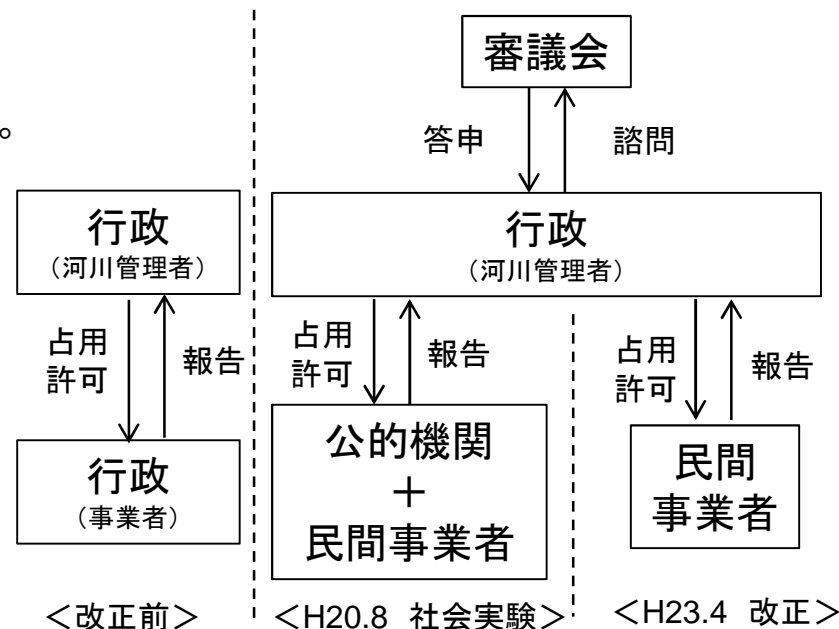 審議会
。
答申
諮問
行政
（河川管理者）
行政
（河川管理者）
占用
許可
報告
占用
許可
報告
占用
許可
報告
行政
（事業者）
公的機関
＋
民間事業者
民間
事業者
＜改正前＞
＜H20.8 社会実験＞
＜H23.4 改正＞